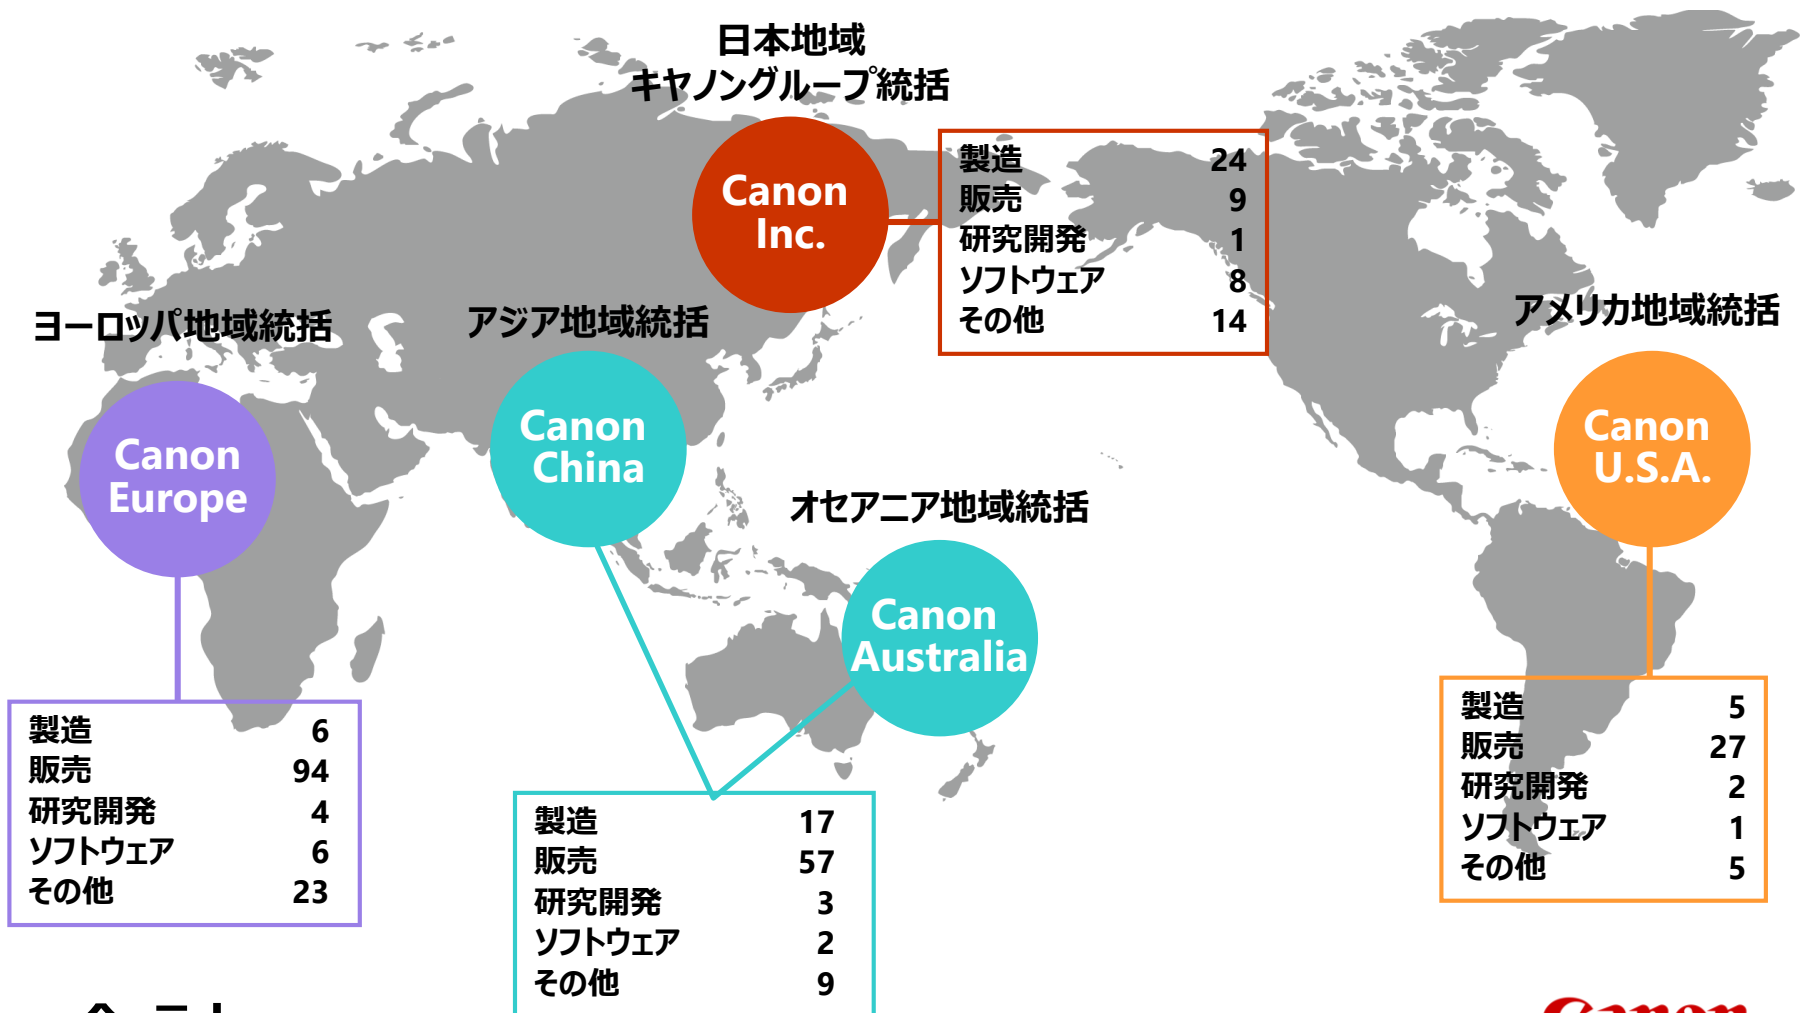 日本地域
キヤノングループ統括
Canon
Inc.
製造 24
販売 9
研究開発 1
ソフトウェア 8
その他 14
ヨーロッパ地域統括
Canon
Europe
製造 6
販売 94
研究開発 4
ソフトウェア 6
その他 23
アジア地域統括
Canon
China
オセアニア地域統括
Canon
Australia
製造 17
販売 57
研究開発 3
ソフトウェア 2
その他 9
アメリカ地域統括
Canon
U.S.A.
製造 5
販売 27
研究開発 2
ソフトウェア 1
その他 5
Canon